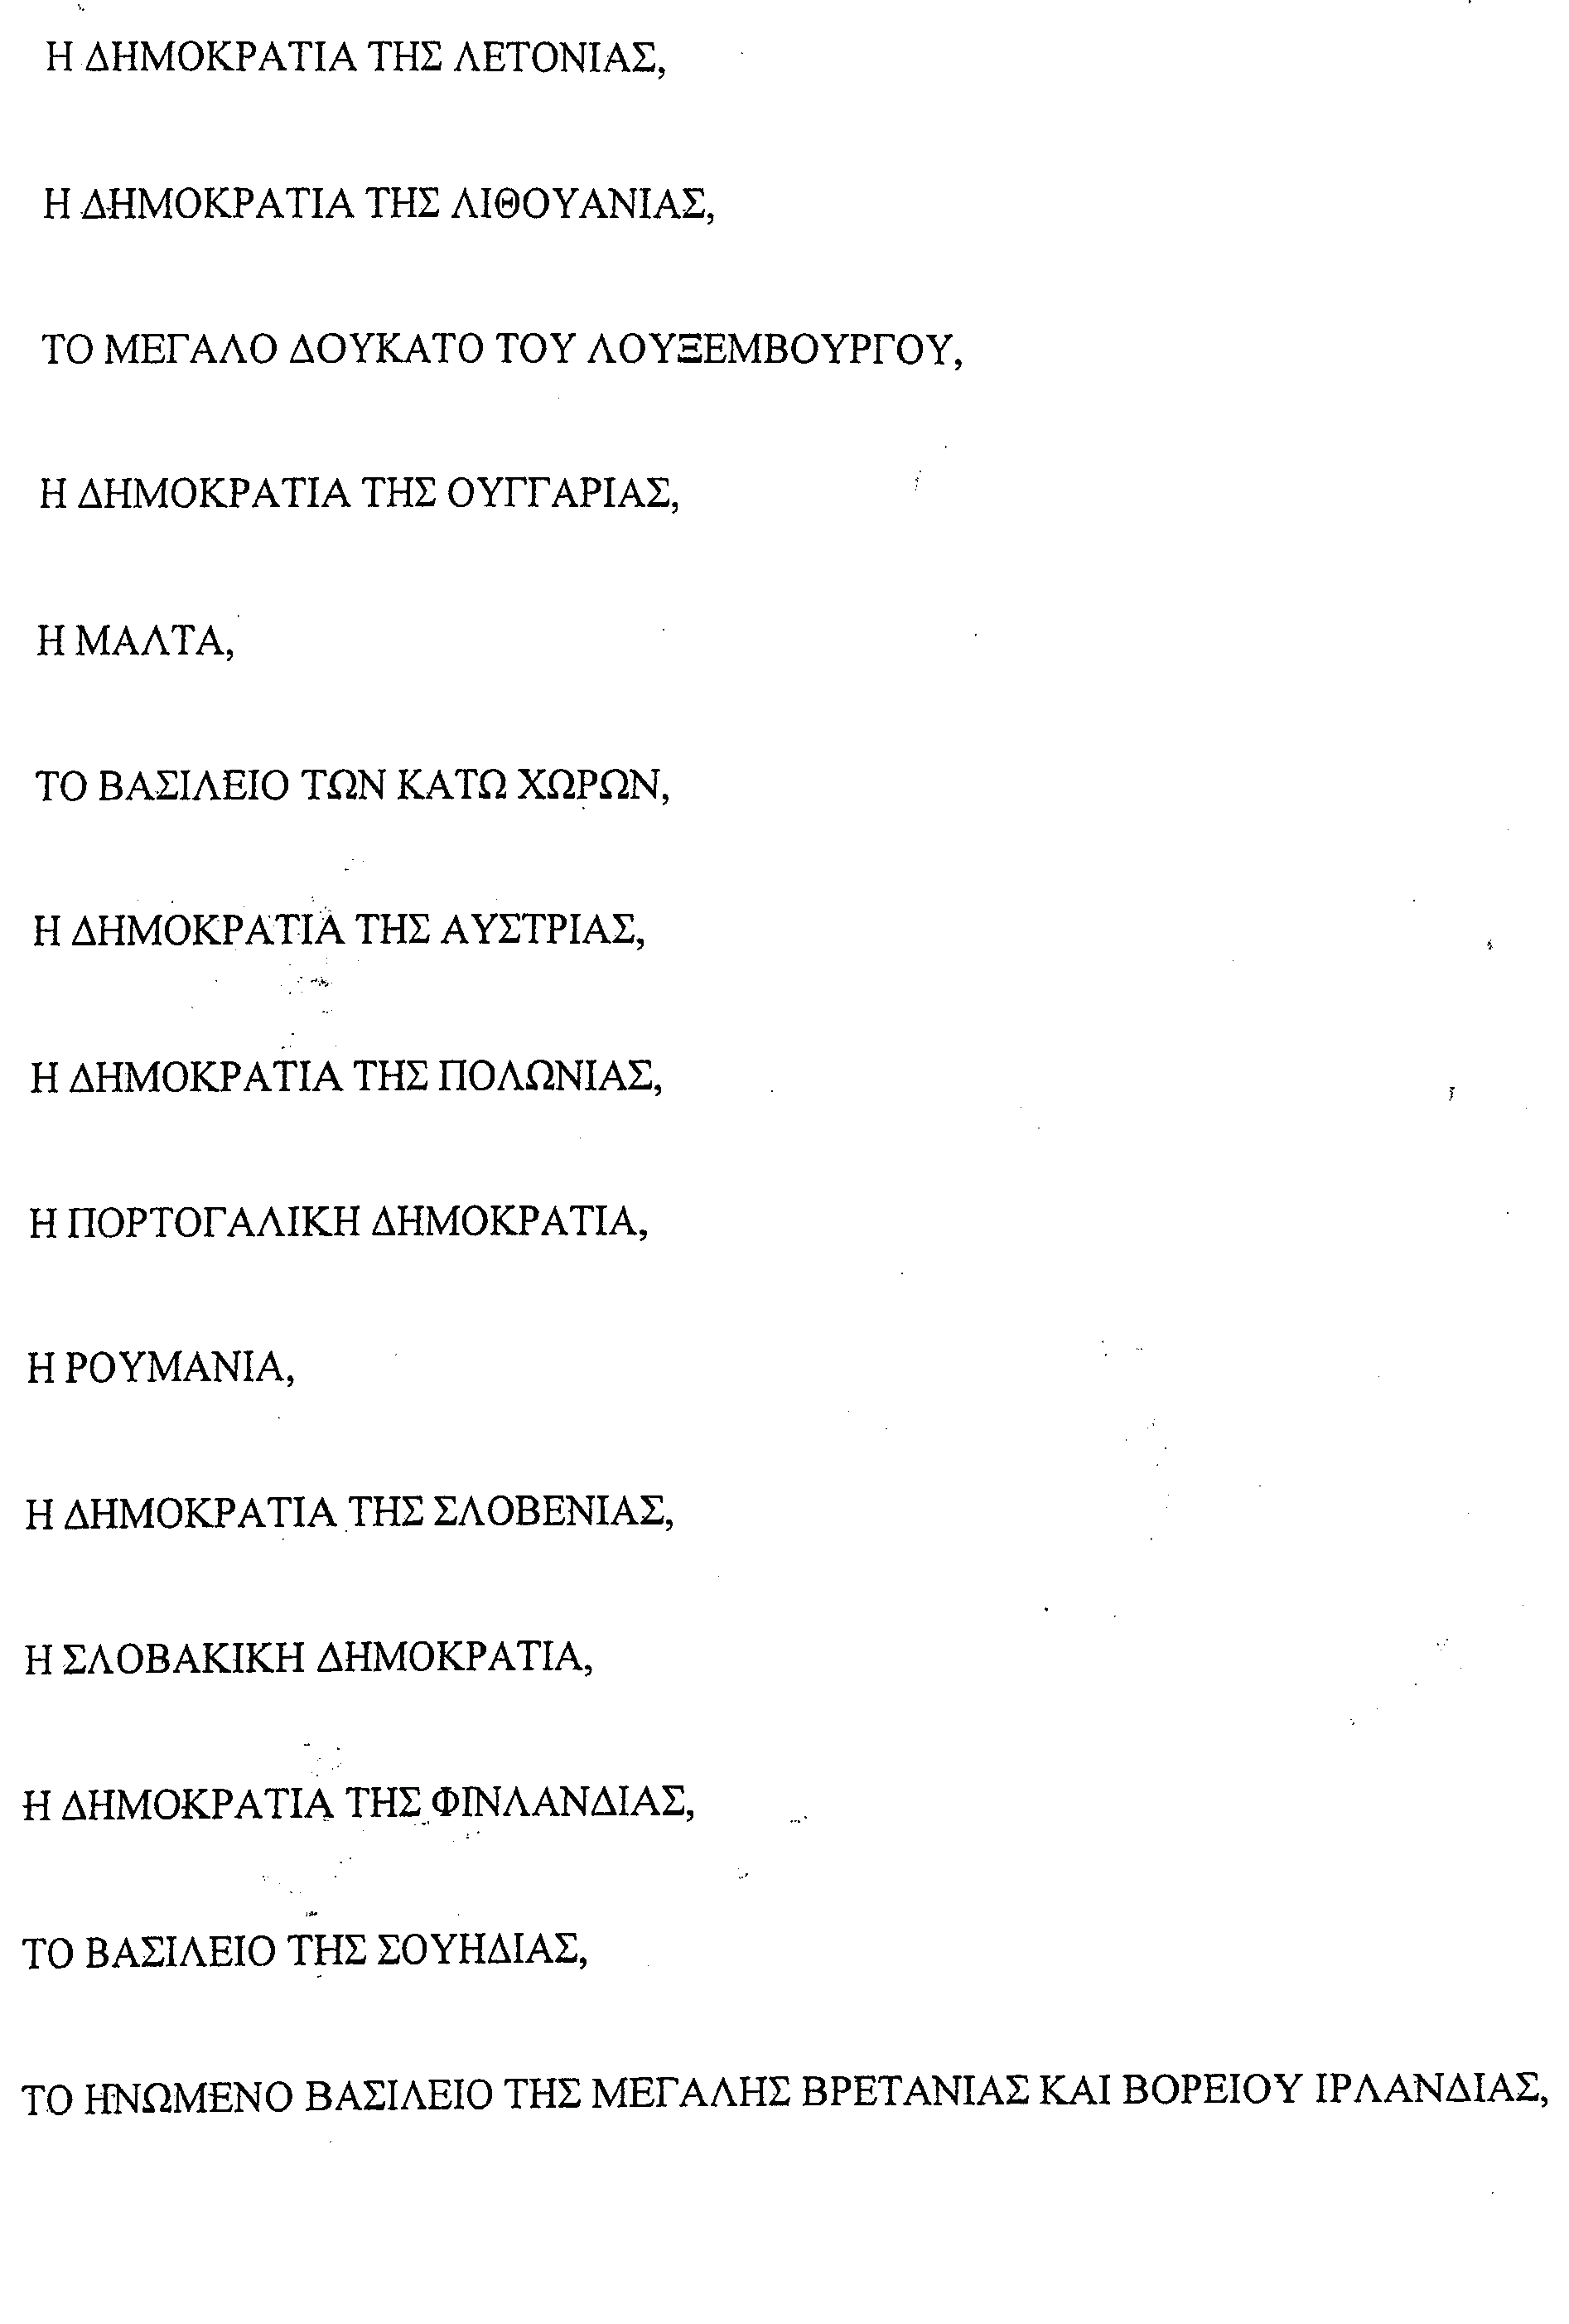 Η ΔΗΜΟΚΡΑΤΙΑ ΤΗΣ ΛΕΤΟΝΙΑΣ,
Η ΔΗΜΟΚΡΑΤΙΑ ΤΗΣ ΛΙΘΟΥΑΝΙΑΣ,
ΤΟ ΜΕΓΑΛΟ ΔΟΥΚΑΤΟ ΤΟΥ ΛΟΥΞΕΜΒΟΥΡΓΟΥ,
Η ΔΗΜΟΚΡΑΤΙΑ ΤΗΣ ΟΥΓΓΑΡΙΑΣ,
Η ΜΑΛΤΑ,
ΤΟ ΒΑΣΙΛΕΙΟ ΤΩΝ ΚΑΤΩ ΧΩΡΩΝ,
Η ΔΗΜΟΚΡΑΤΙΑ ΤΗΣ ΑΥΣΤΡΙΑΣ,
Η ΔΗΜΟΚΡΑΤΙΑ ΤΗΣ ΠΟΛΩΝΙΑΣ,
Η ΠΟΡΤΟΓΑΛΙΚΗ ΔΗΜΟΚΡΑΤΙΑ,
Η ΡΟΥΜΑΝΙΑ,
Η ΔΗΜΟΚΡΑΤΙΑ ΤΗΣ ΣΛΟΒΕΝΙΑΣ,
Η ΣΛΟΒΑΚΙΚΗ ΔΗΜΟΚΡΑΤΙΑ,
Η ΔΗΜΟΚΡΑΤΙΑ ΤΗΣ ΦΙΝΛΑΝΔΙΑΣ,
ΤΟ ΒΑΣΙΛΕΙΟ ΤΗΣ ΣΟΥΗΔΙΑΣ,
ΤΟ ΗΝΩΜΕΝΟ ΒΑΣΙΛΕΙΟ ΤΗΣ ΜΕΓΑΛΗΣ ΒΡΕΤΑΝΙΑΣ ΚΑΙ ΒΟΡΕΙΟΥ ΙΡΛΑΝΔΙΑΣ,